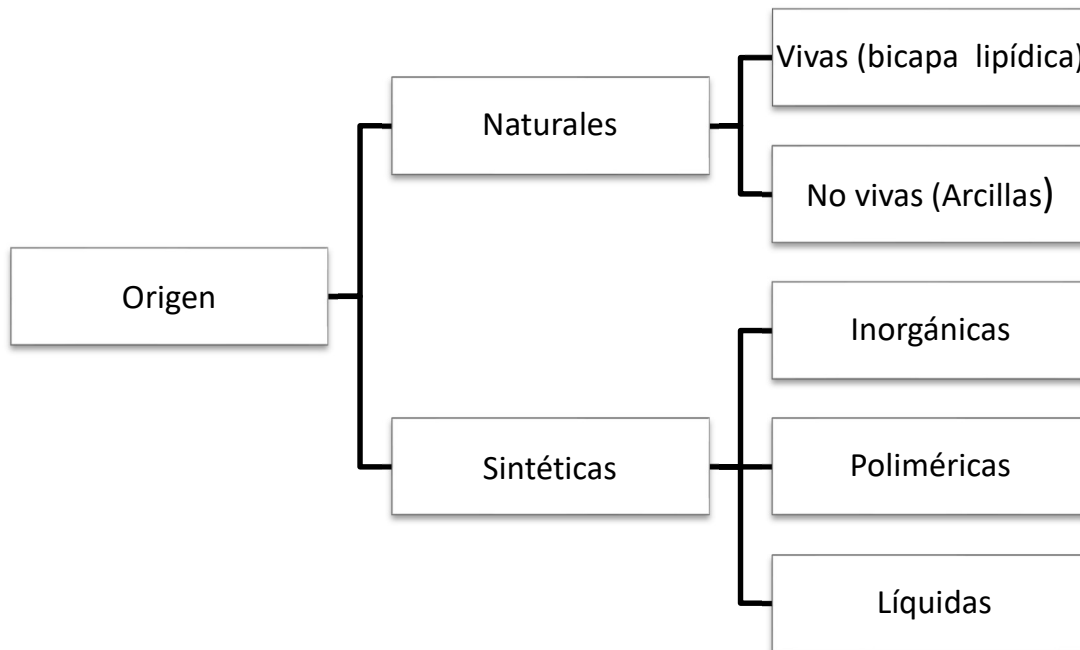 Vivas (bicapa lipídica)
Naturales
No vivas (Arcillas)
Origen
Inorgánicas
Sintéticas
Poliméricas
Líquidas